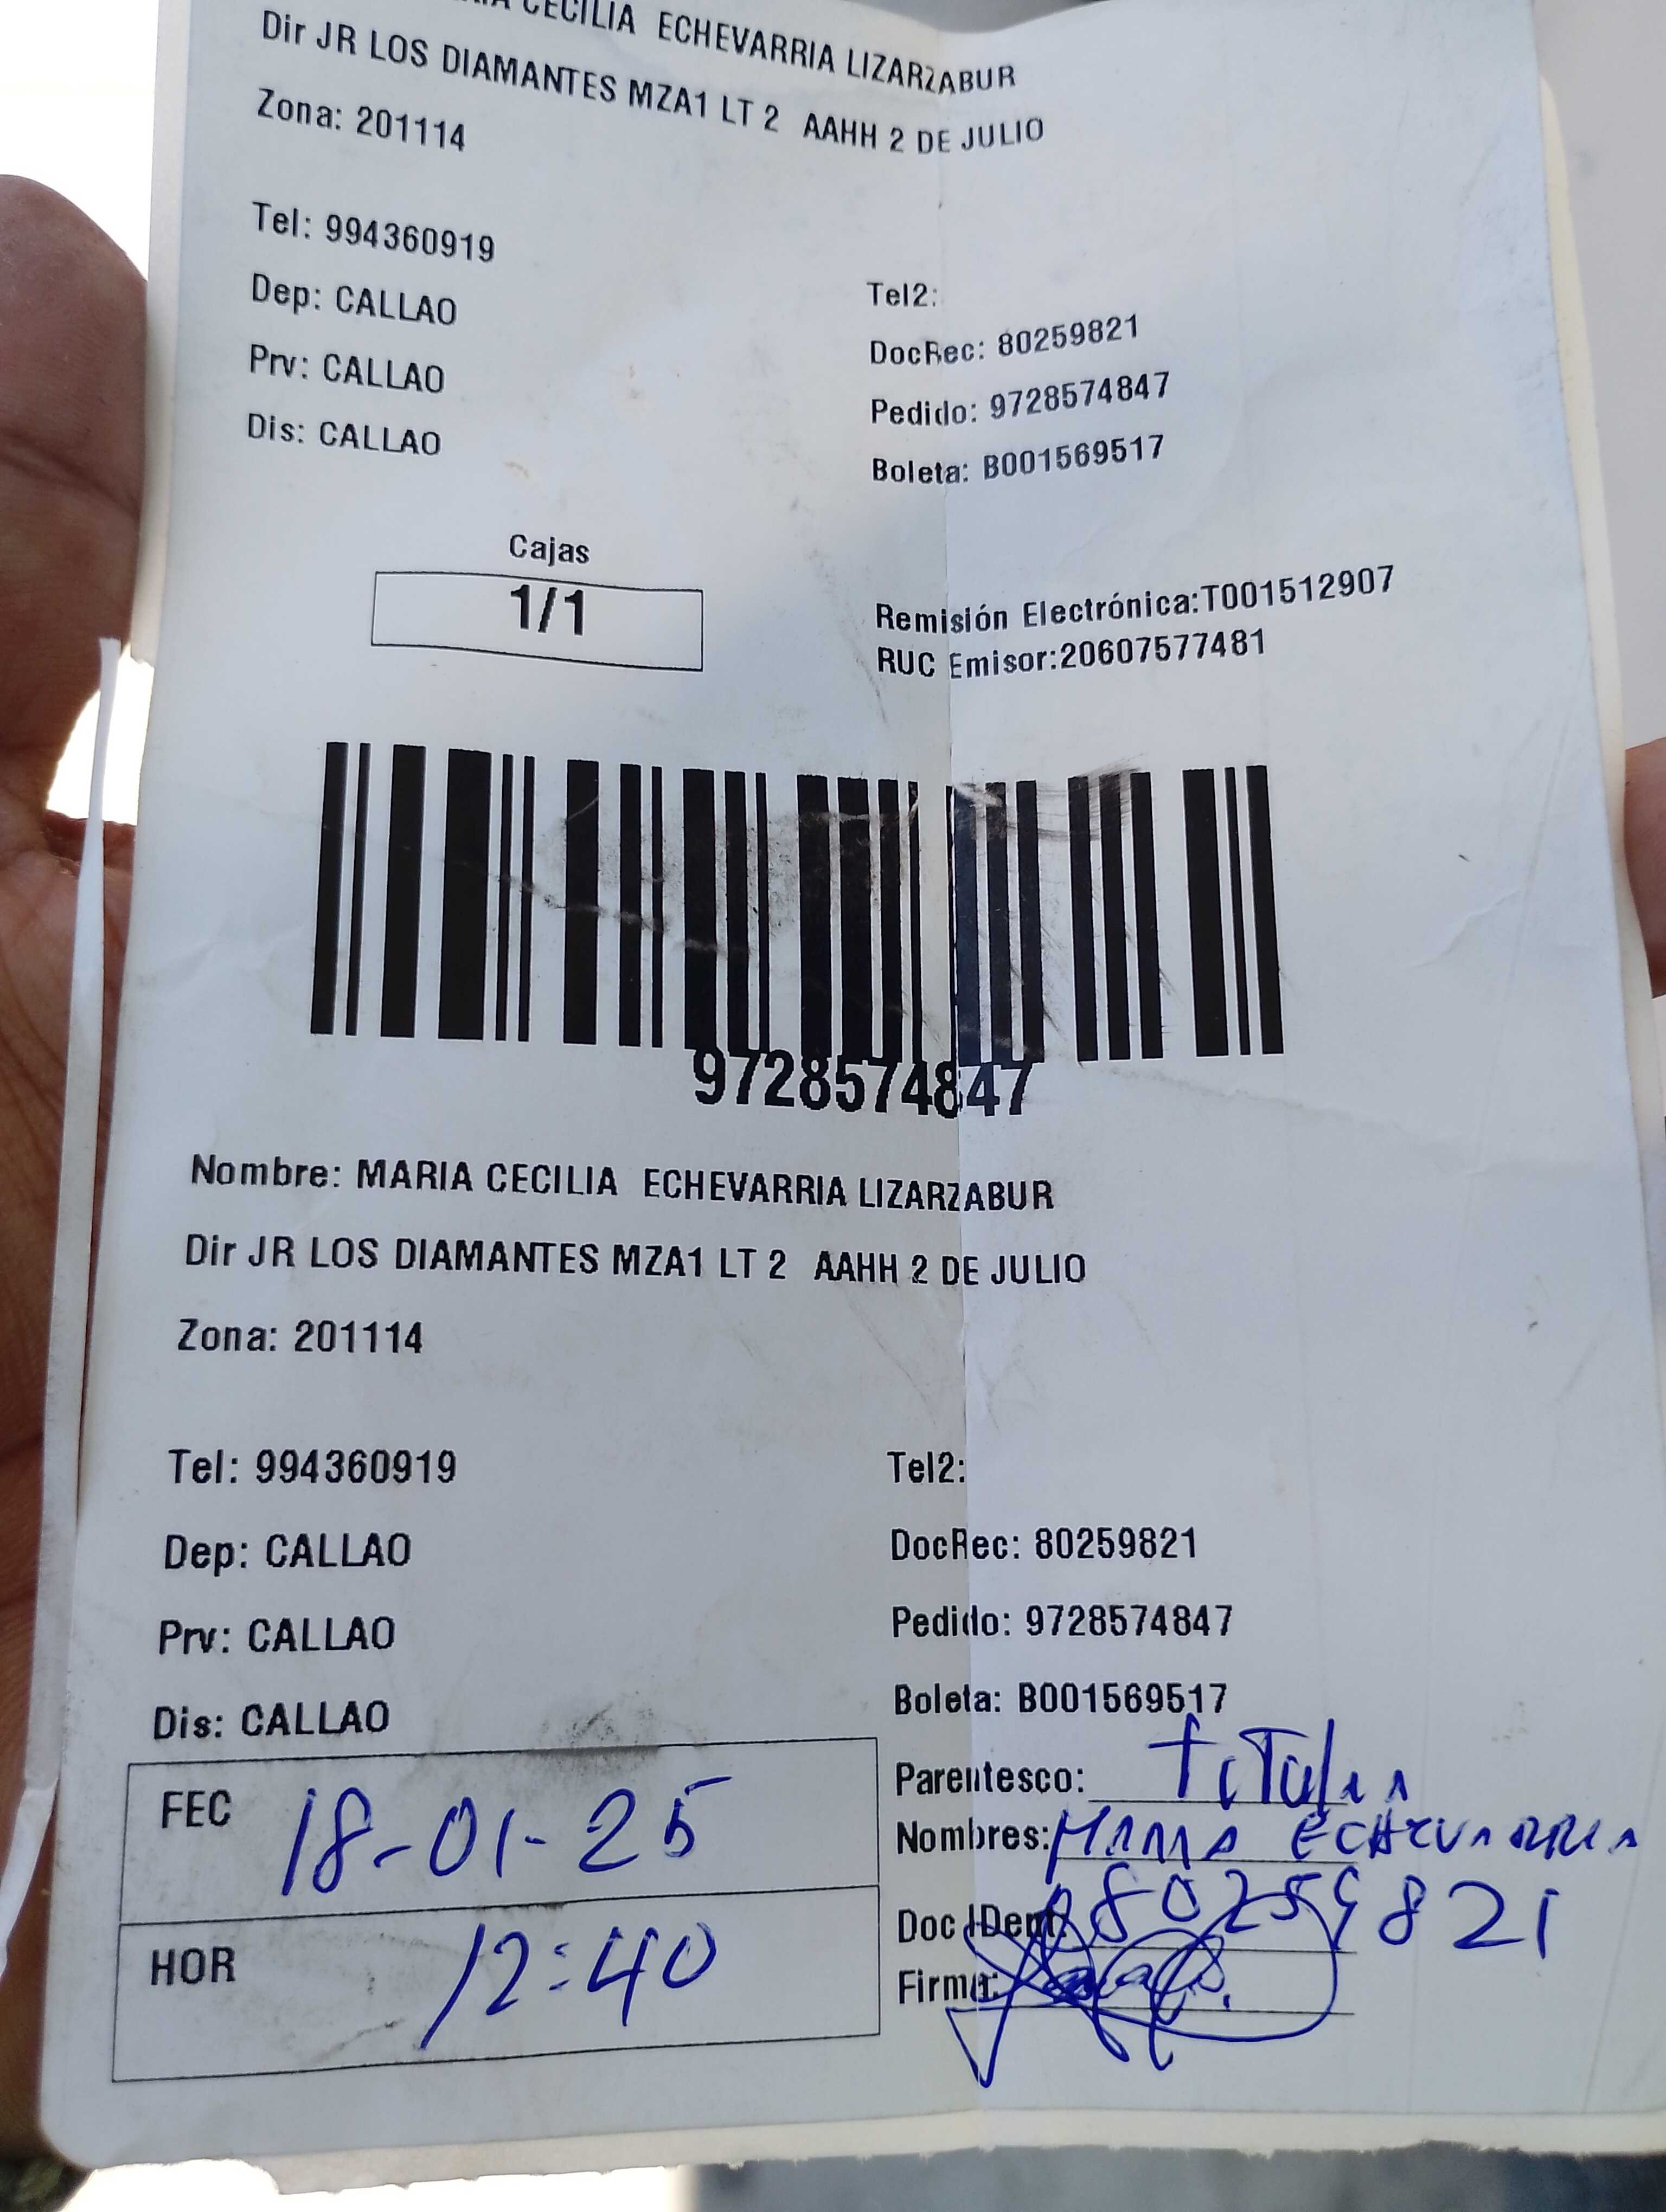 CECILIA ECHEVARRIA LIZARZABUR
Dir JR LOS DIAMANTES MZA1 LT 2 AAHH 2 DE JULIO
Zona: 201114
Tel: 994360919
Tel2:
Dep: CALLAO
DocRec: 80259821
Prv: CALLAO
Pedido: 9728574847
Dis: CALLAO
Boleta: B001569517
Cajas
1/1
Remisión Electrónica:T001512907
RUC Emisor:20607577481
9728574847
Nombre: MARIA CECILIA ECHEVARRIA LIZARZABUR
Dir JR LOS DIAMANTES MZA1 LT 2 AAHH 2 DE JULIO
Zona: 201114
Tel: 994360919
Tel2:
Dep: CALLAO
DocRec: 80259821
Prv: CALLAO
Pedido: 9728574847
Dis: CALLAO
Boleta: B001569517
FEC 18-01-25
Parentesco:
Nombres: MARIA ECHEVARRIA
HOR 12:40
Doc IDent: 80259821
Firma: